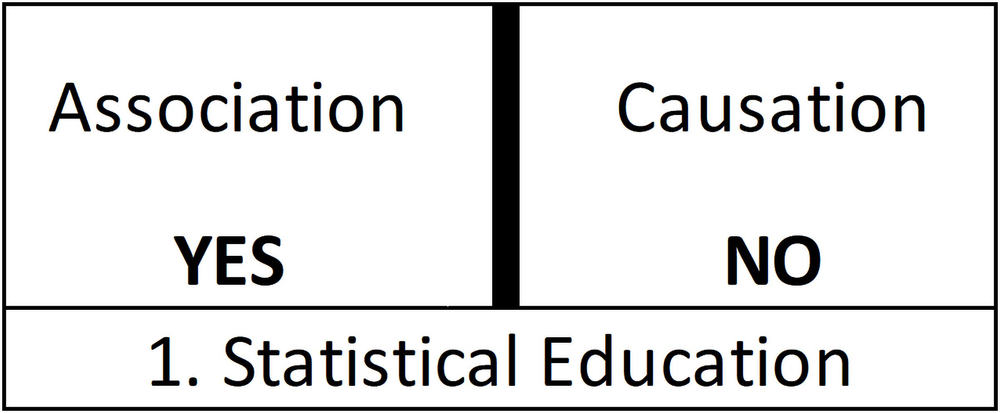 Association
YES
Causation
NO
1. Statistical Education